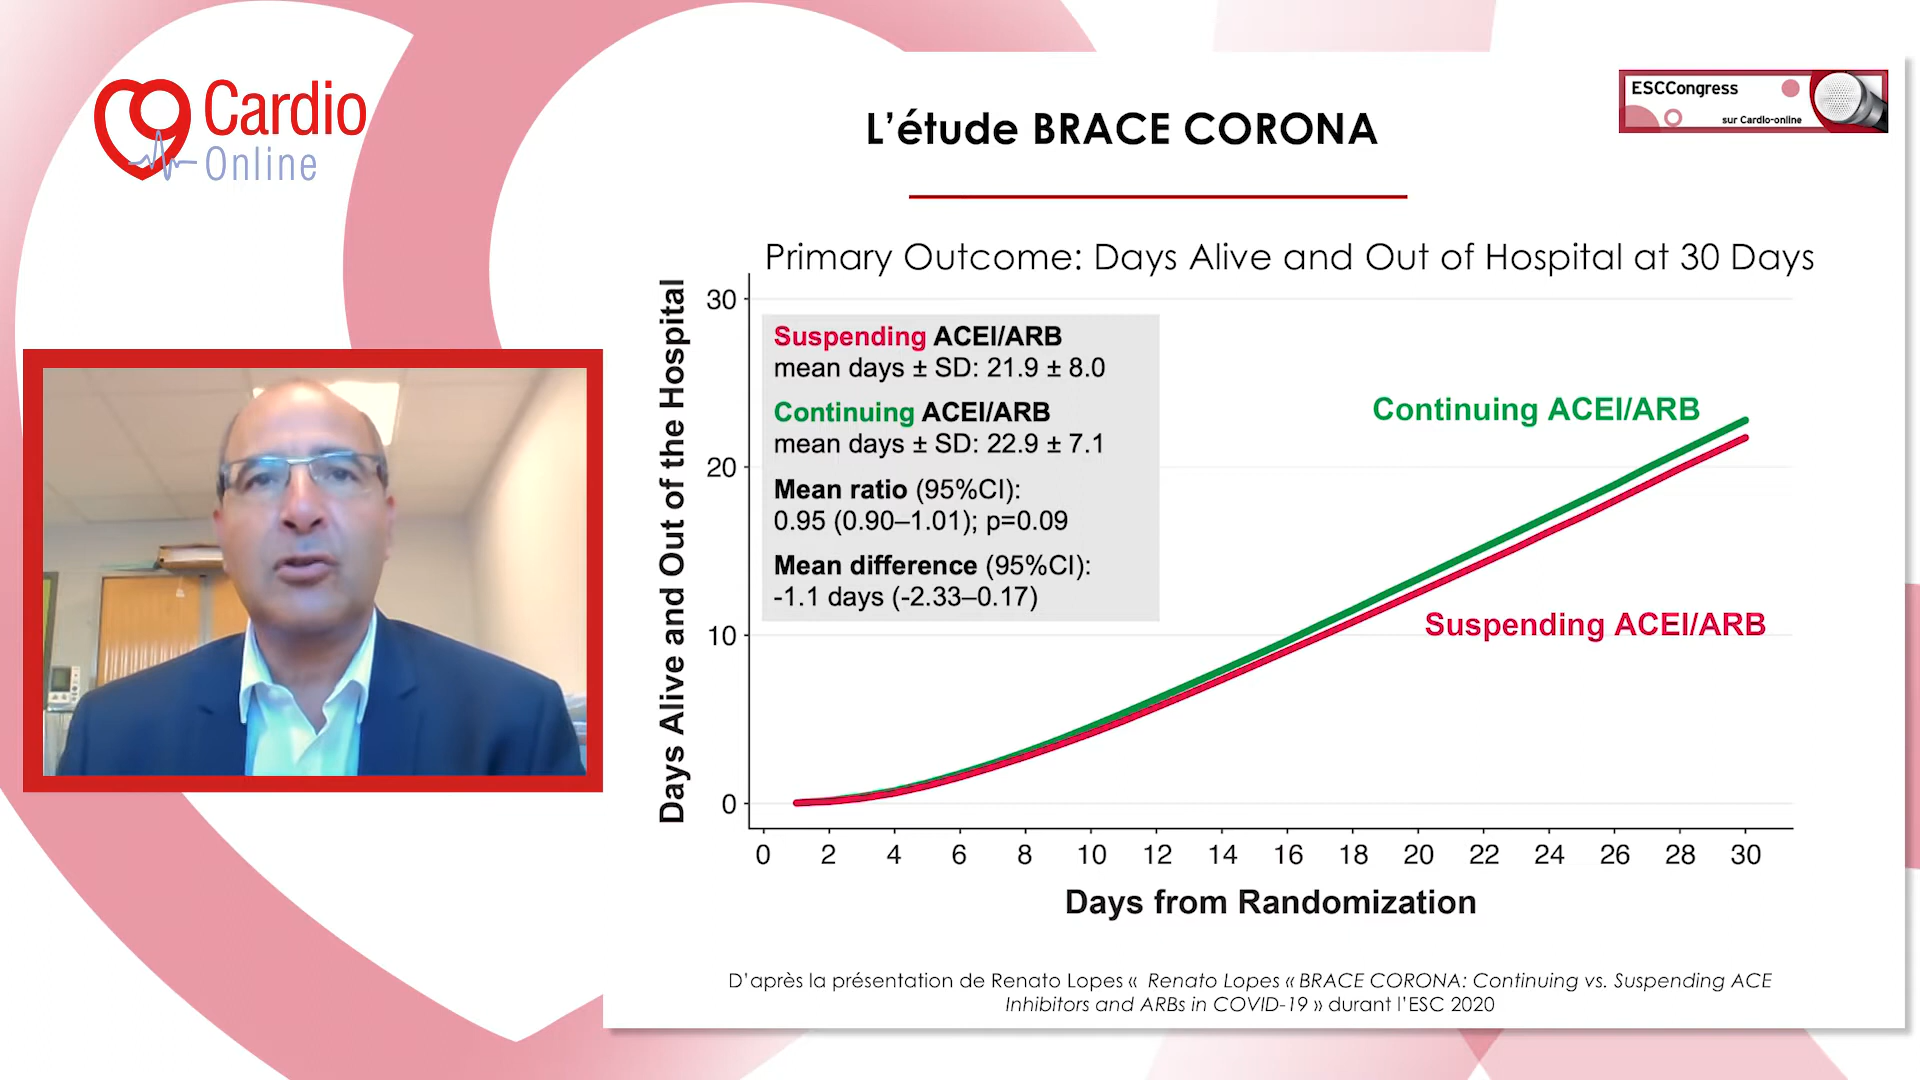 Cardio
Online
L'étude BRACE CORONA
ESCCongress
sur Cardio-online
Primary Outcome: Days Alive and Out of Hospital at 30 Days
Days Alive and Out of the Hospital
30
20
10
0
Suspending ACEI/ARB
mean days ± SD: 21.9 ± 8.0
Continuing ACEI/ARB
mean days ± SD: 22.9 ± 7.1
Mean ratio (95%CI):
0.95 (0.90–1.01); p=0.09
Mean difference (95%CI):
-1.1 days (-2.33–0.17)
Continuing ACEI/ARB
Suspending ACEI/ARB
0 2 4 6 8 10 12 14 16 18 20 22 24 26 28 30
Days from Randomization
D'après la présentation de Renato Lopes « Renato Lopes « BRACE CORONA: Continuing vs. Suspending ACE
Inhibitors and ARBs in COVID-19 » durant l'ESC 2020